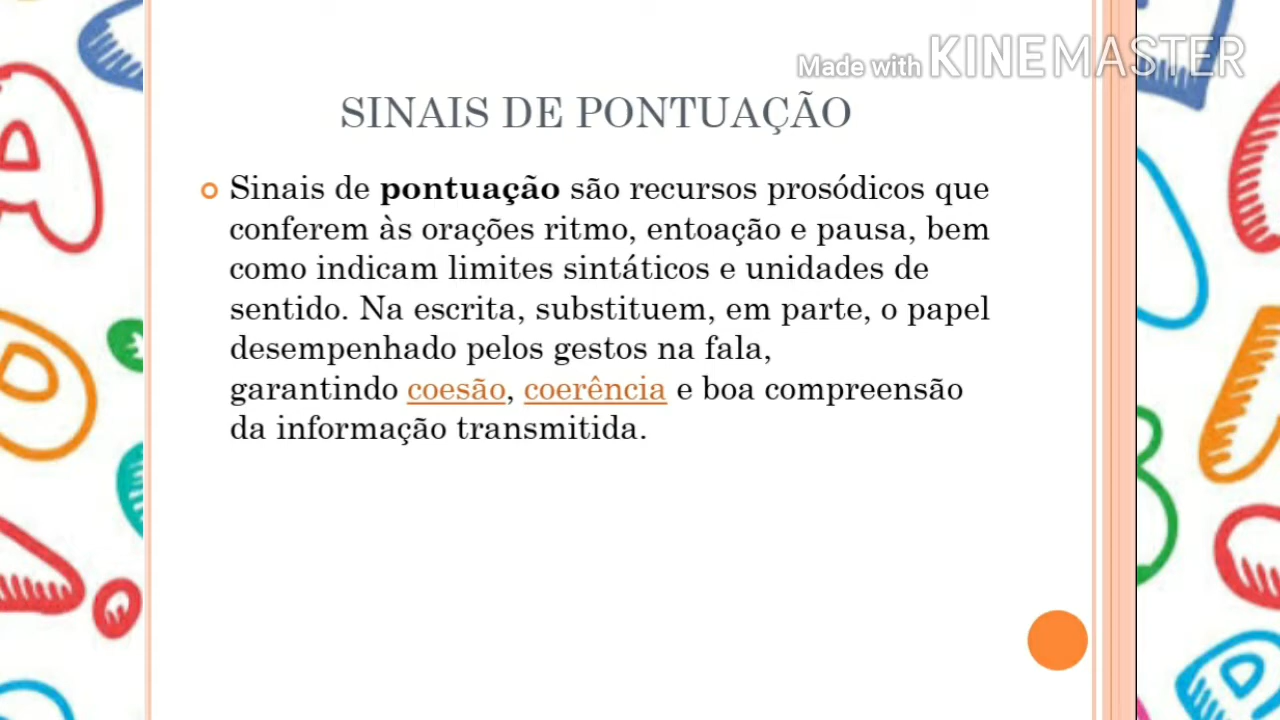 Made with KINEMASTER
SINAIS DE PONTUAÇÃO
Sinais de pontuação são recursos prosódicos que
conferem às orações ritmo, entoação e pausa, bem
como indicam limites sintáticos e unidades de
sentido. Na escrita, substituem, em parte, o papel
desempenhado pelos gestos na fala,
garantindo coesão, coerência e boa compreensão
da informação transmitida.